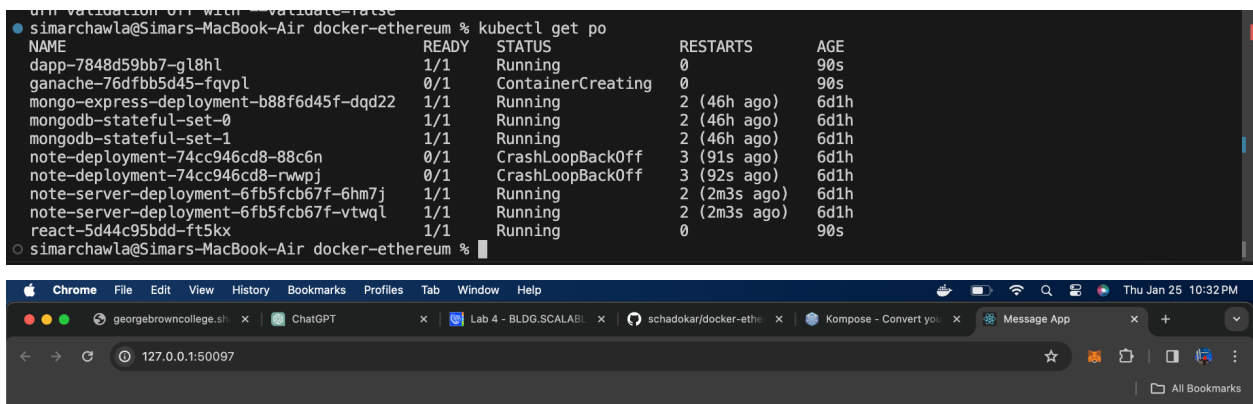 urn validation off with --validate=false
simarchawla@Simars-MacBook-Air docker-ethereum % kubectl get po
NAME READY STATUS RESTARTS AGE
dapp-7848d59bb7-gl8hl 1/1 Running 0 90s
ganache-76dfbb5d45-fqvpl 0/1 ContainerCreating 0 90s
mongo-express-deployment-b88f6d45f-dqd22 1/1 Running 2 (46h ago) 6d1h
mongodb-stateful-set-0 1/1 Running 2 (46h ago) 6d1h
mongodb-stateful-set-1 1/1 Running 2 (46h ago) 6d1h
note-deployment-74cc946cd8-88c6n 0/1 CrashLoopBackOff 3 (91s ago) 6d1h
note-deployment-74cc946cd8-rwwpj 0/1 CrashLoopBackOff 3 (92s ago) 6d1h
note-server-deployment-6fb5fcb67f-6hm7j 1/1 Running 2 (2m3s ago) 6d1h
note-server-deployment-6fb5fcb67f-vtwql 1/1 Running 2 (2m3s ago) 6d1h
react-5d44c95bdd-ft5kx 1/1 Running 0 90s
simarchawla@Simars-MacBook-Air docker-ethereum %
Chrome File Edit View History Bookmarks Profiles Tab Window Help Thu Jan 25 10:32 PM
georgebrowncollege.sh ChatGPT Lab 4 - BLDG.SCALABL schadokar/docker-ethe Kompose - Convert you Message App
127.0.0.1:50097
All Bookmarks